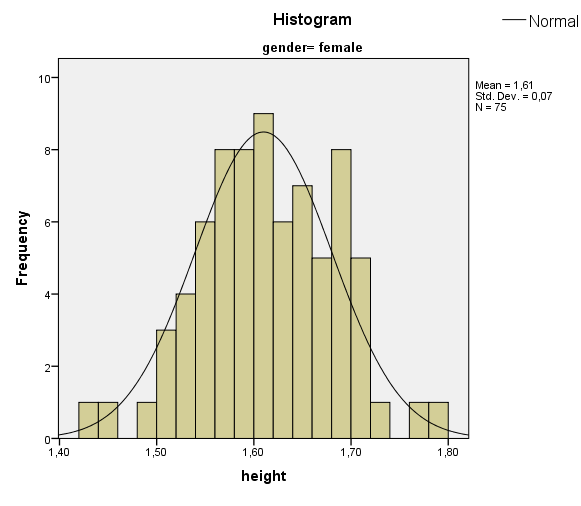 Histogram
Normal
gender= female
Mean = 1,61
Std. Dev. = 0,07
N = 75
10
8
6
4
2
0
Frequency
1,40 1,50 1,60 1,70 1,80
height